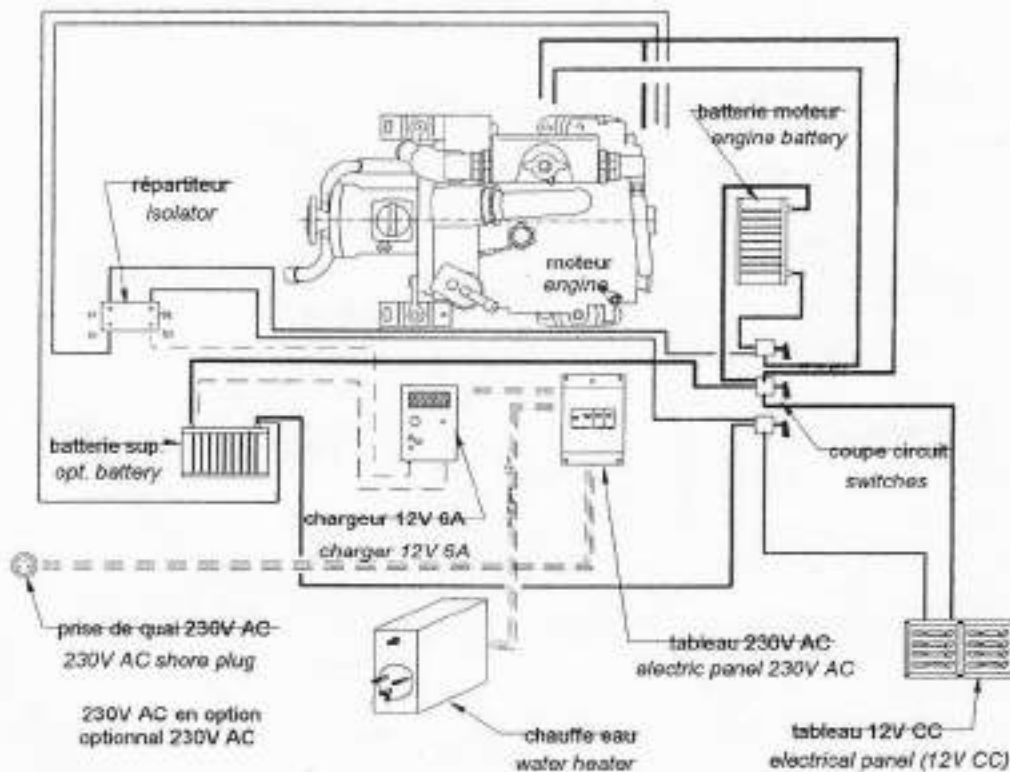 batterie moteur
engine battery
répartiteur
isolator
moteur
engine
batterie sup.
opt. battery
coupe circuit
switches
chargeur 12V 6A
charger 12V 6A
prise de quai 230V AC
230V AC shore plug
tableau 230V AC
electric panel 230V AC
230V AC en option
optionnal 230V AC
chauffe eau
water heater
tableau 12V CC
electrical panel (12V CC)